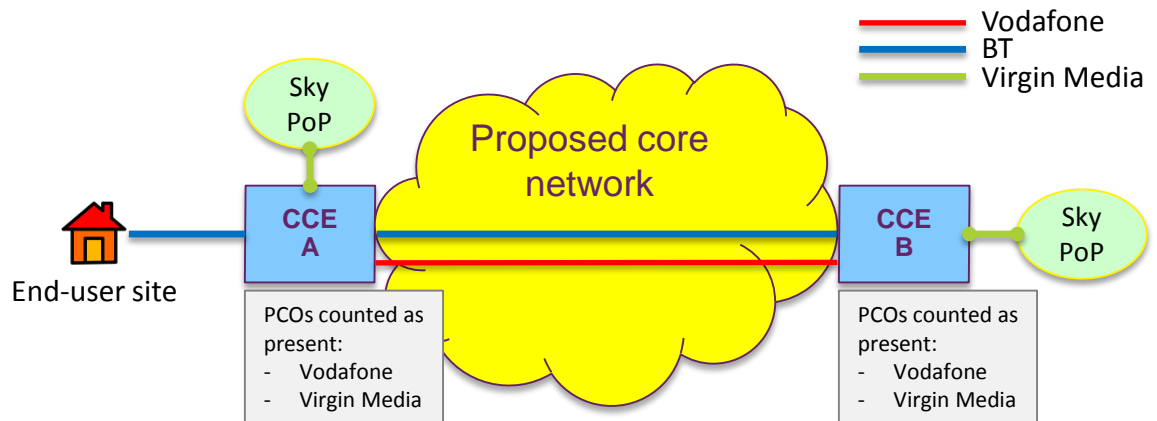 Vodafone
BT
Virgin Media
Sky
PoP
Proposed core
network
CCE
A
CCE
B
Sky
PoP
End-user site
PCOs counted as
present:
- Vodafone
- Virgin Media
PCOs counted as
present:
- Vodafone
- Virgin Media